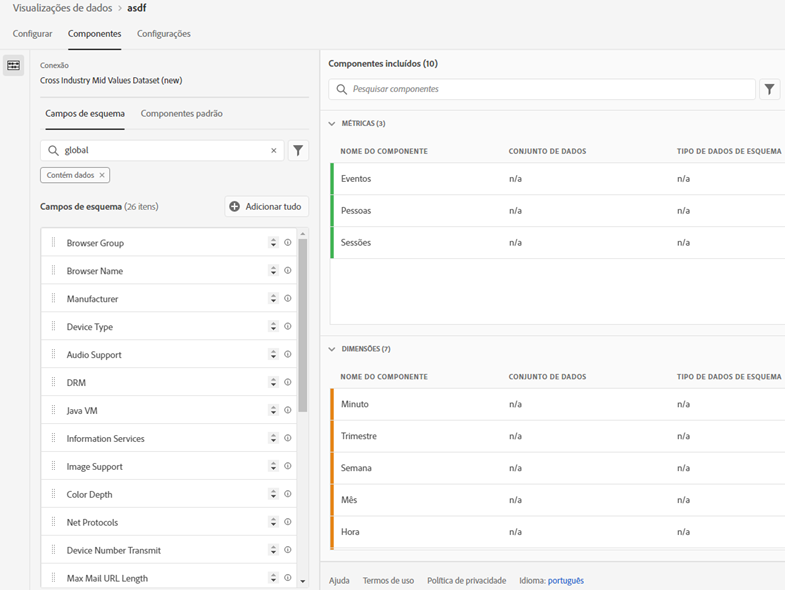 Visualizações de dados > asdf
Configurar Componentes Configurações
Conexão
Cross Industry Mid Values Dataset (new)
Campos de esquema Componentes padrão
global
Contém dados
Campos de esquema (26 itens) Adicionar tudo
Browser Group
Browser Name
Manufacturer
Device Type
Audio Support
DRM
Java VM
Information Services
Image Support
Color Depth
Net Protocols
Device Number Transmit
Max Mail URL Length
Componentes incluídos (10)
Pesquisar componentes
MÉTRICAS (3)
NOME DO COMPONENTE CONJUNTO DE DADOS TIPO DE DADOS DE ESQUEMA
Eventos n/a n/a
Pessoas n/a n/a
Sessões n/a n/a
DIMENSÕES (7)
NOME DO COMPONENTE CONJUNTO DE DADOS TIPO DE DADOS DE ESQUEMA
Minuto n/a n/a
Trimestre n/a n/a
Semana n/a n/a
Mês n/a n/a
Hora n/a n/a
Ajuda Termos de uso Política de privacidade Idioma: português